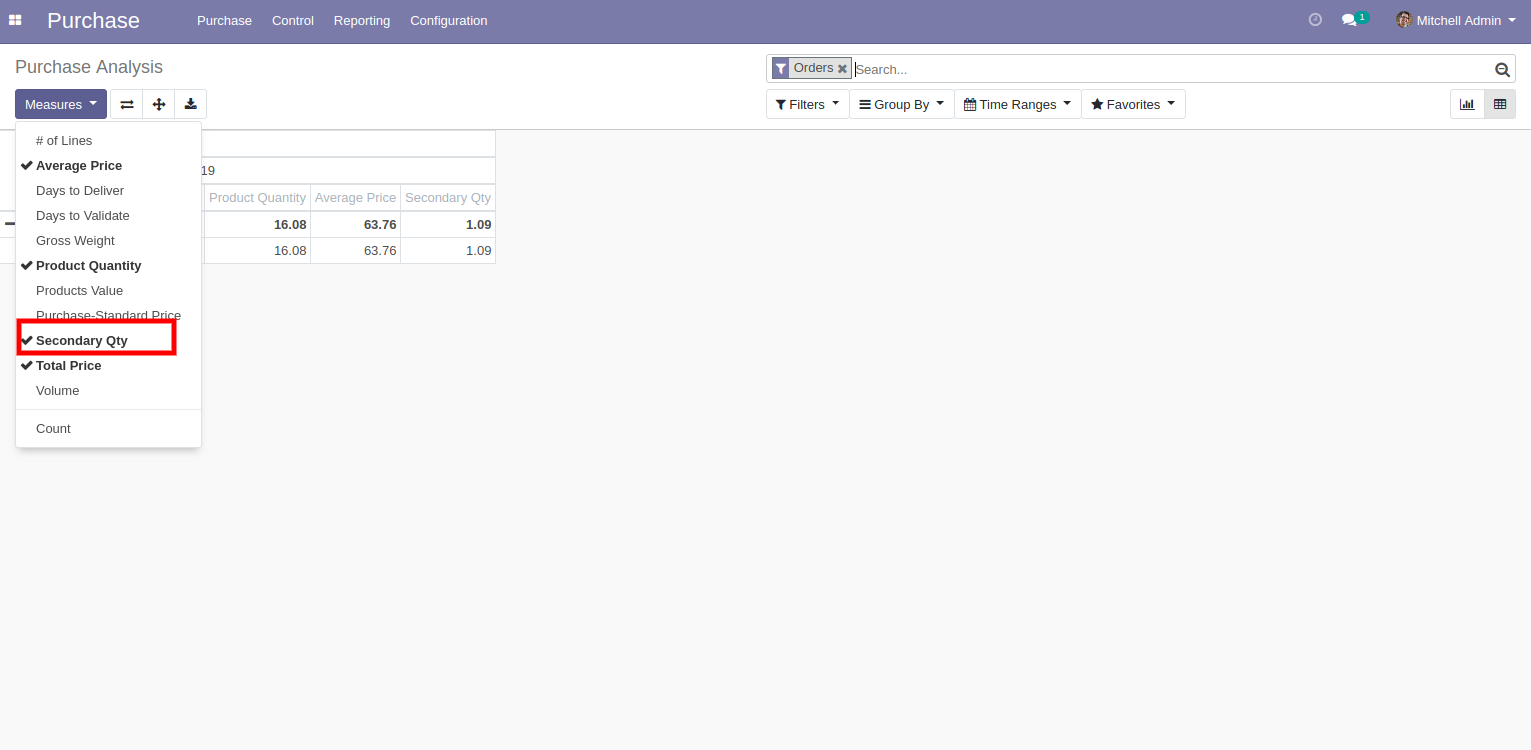 Purchase Purchase Control Reporting Configuration 1 Mitchell Admin
Purchase Analysis
Orders Search...
Measures Filters Group By Time Ranges Favorites
# of Lines
Average Price
Days to Deliver
Days to Validate
Gross Weight
Product Quantity
Products Value
Purchase-Standard Price
Secondary Qty
Total Price
Volume
Count
19
Product Quantity Average Price Secondary Qty
16.08 63.76 1.09
16.08 63.76 1.09